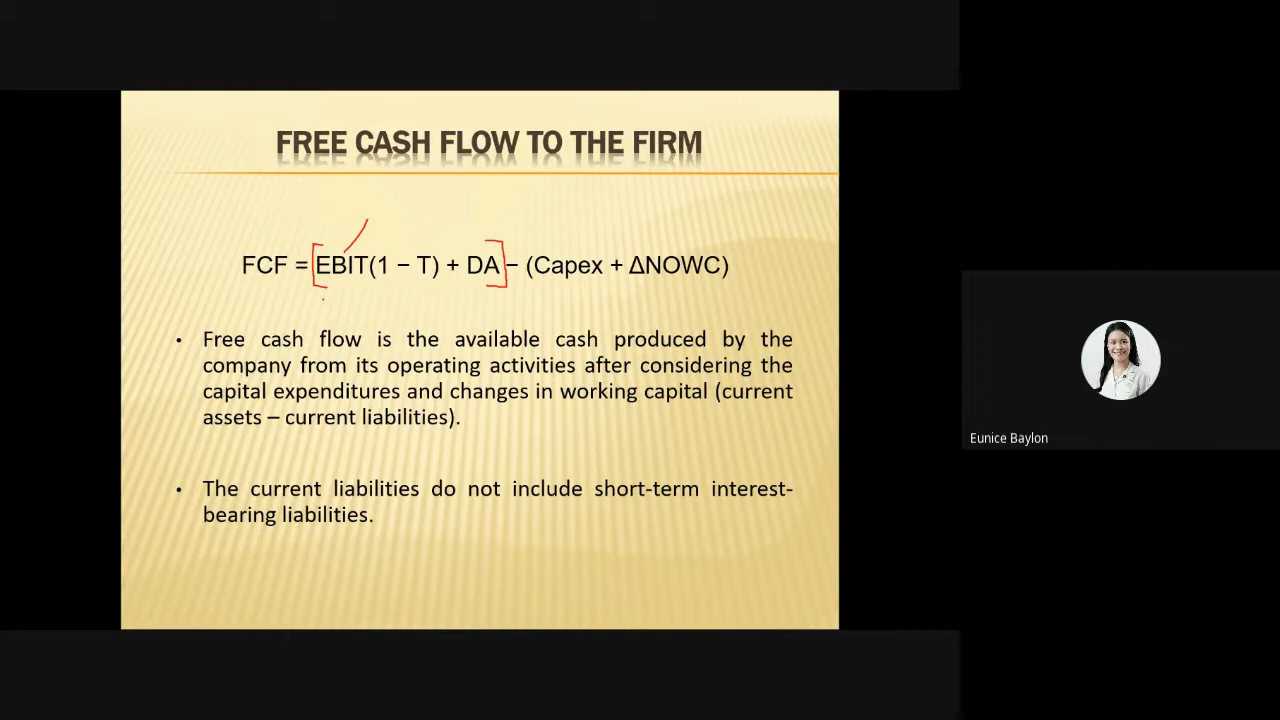 FREE CASH FLOW TO THE FIRM
FCF = [EBIT(1 − T) + DA] − (Capex + ΔNOWC)
• Free cash flow is the available cash produced by the
company from its operating activities after considering the
capital expenditures and changes in working capital (current
assets – current liabilities).
• The current liabilities do not include short-term interest-
bearing liabilities.
Eunice Baylon